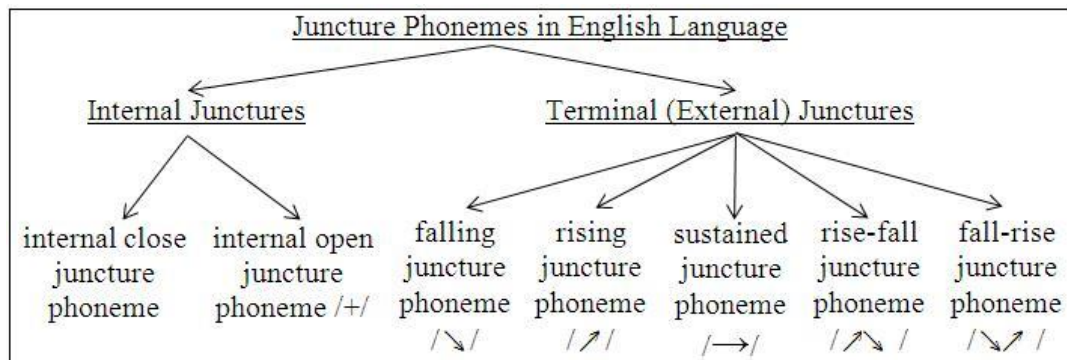 Juncture Phonemes in English Language
Internal Junctures
Terminal (External) Junctures
internal close
juncture
phoneme
internal open
juncture
phoneme /+/
falling
juncture
phoneme
/↘/
rising
juncture
phoneme
/↗/
sustained
juncture
phoneme
/→/
rise-fall
juncture
phoneme
/↗↘ /
fall-rise
juncture
phoneme
/↘↗ /